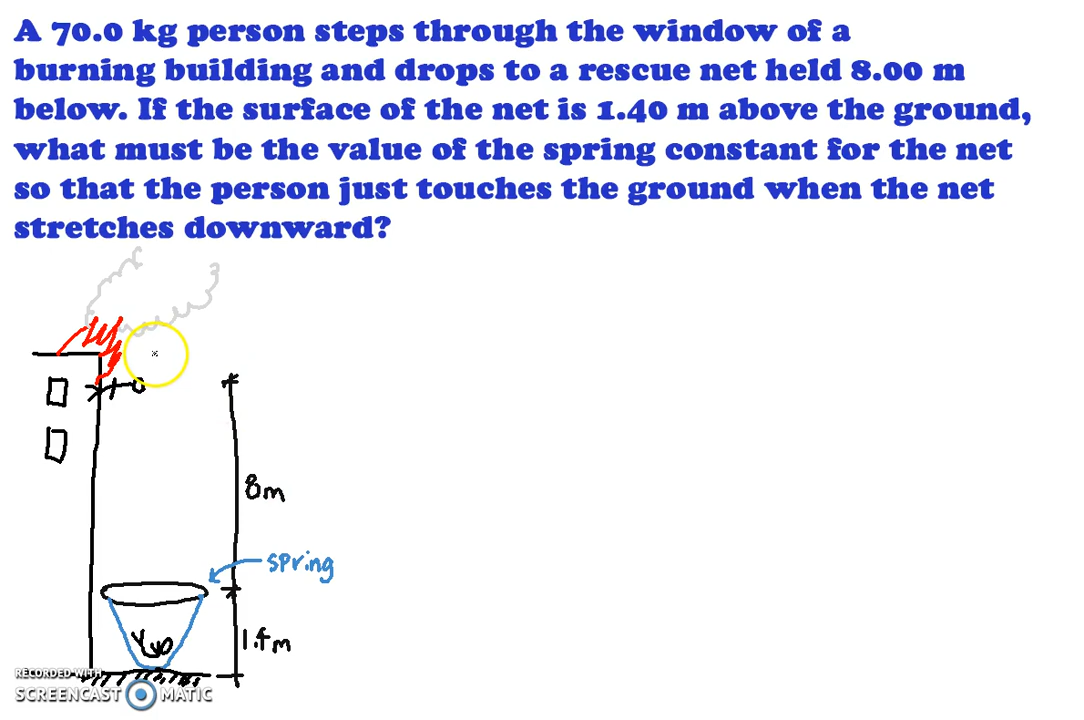 A 70.0 kg person steps through the window of a
burning building and drops to a rescue net held 8.00 m
below. If the surface of the net is 1.40 m above the ground,
what must be the value of the spring constant for the net
so that the person just touches the ground when the net
stretches downward?
8m
spring
1.4m
RECORDED WITH
SCREENCAST MATIC